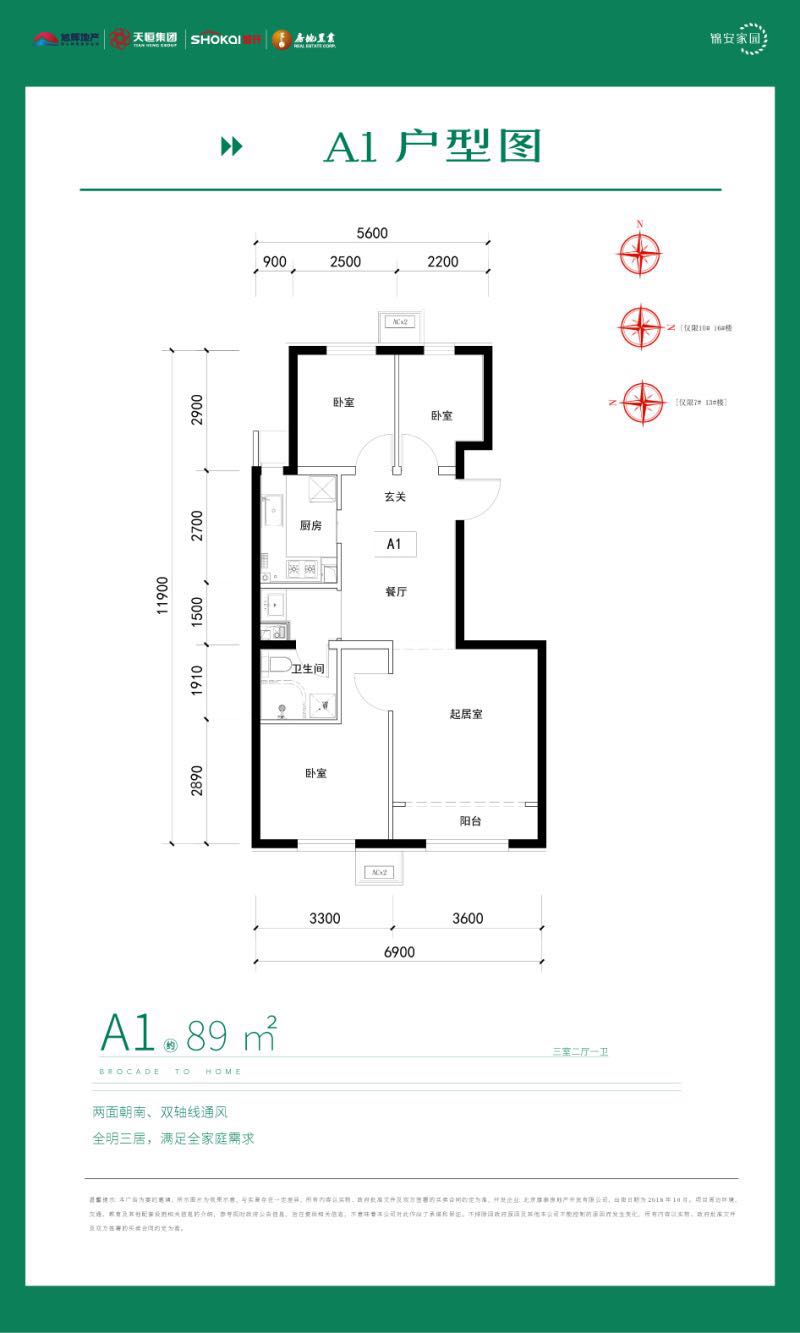 旭辉地产
天恒集团
TIAN HENG GROUP
SHOKAI 首开
REAL ESTATE CORP.
锦安家园
A1 户型图
N
N [仅限10# 16#楼
N [仅限7# 13#楼]
5600
900 2500 2200
ACx2
2900
2700
1500
1910
2890
11900
卧室
卧室
玄关
厨房
A1
餐厅
卫生间
起居室
卧室
阳台
ACx2
3300 3600
6900
A1 约 89 m²
三室二厅一卫
BROCADE TO HOME
两面朝南、双轴线通风
全明三居，满足全家庭需求